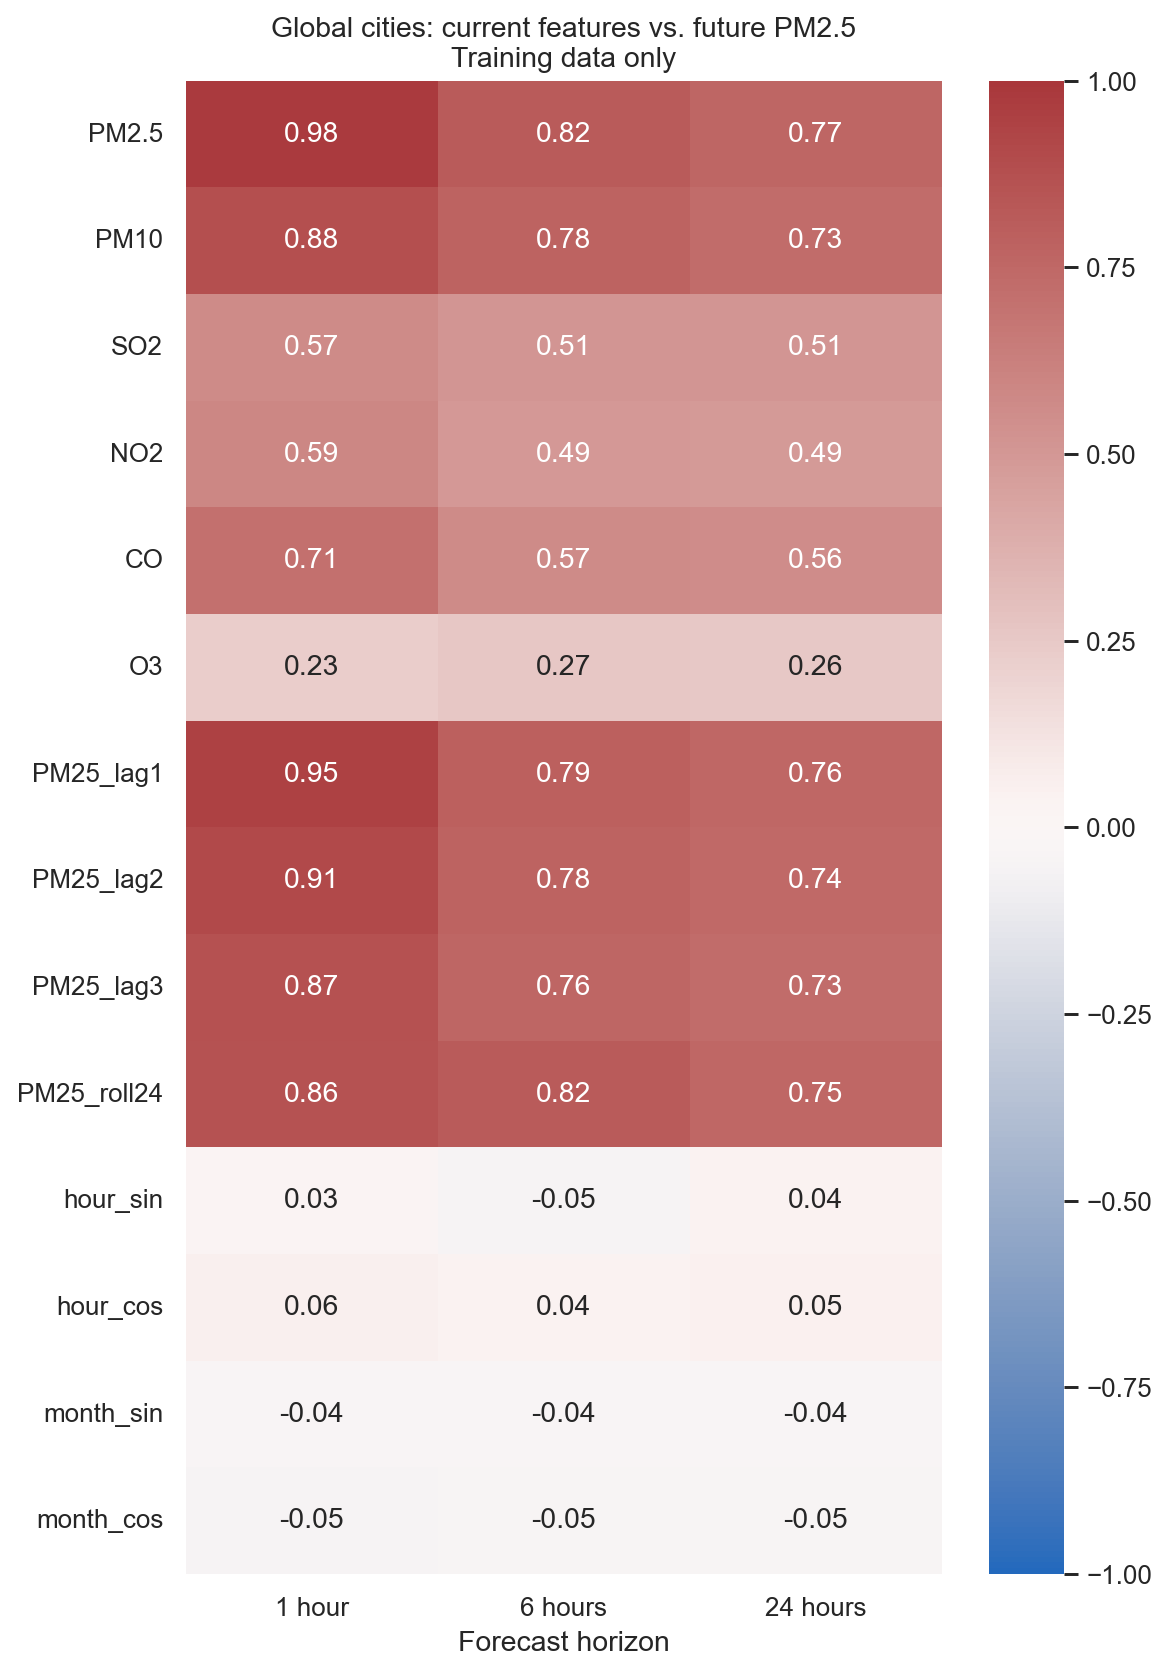 Global cities: current features vs. future PM2.5
Training data only
PM2.5 0.98 0.82 0.77
PM10 0.88 0.78 0.73
SO2 0.57 0.51 0.51
NO2 0.59 0.49 0.49
CO 0.71 0.57 0.56
O3 0.23 0.27 0.26
PM25_lag1 0.95 0.79 0.76
PM25_lag2 0.91 0.78 0.74
PM25_lag3 0.87 0.76 0.73
PM25_roll24 0.86 0.82 0.75
hour_sin 0.03 -0.05 0.04
hour_cos 0.06 0.04 0.05
month_sin -0.04 -0.04 -0.04
month_cos -0.05 -0.05 -0.05
1 hour 6 hours 24 hours
Forecast horizon
1.00
0.75
0.50
0.25
0.00
−0.25
−0.50
−0.75
−1.00